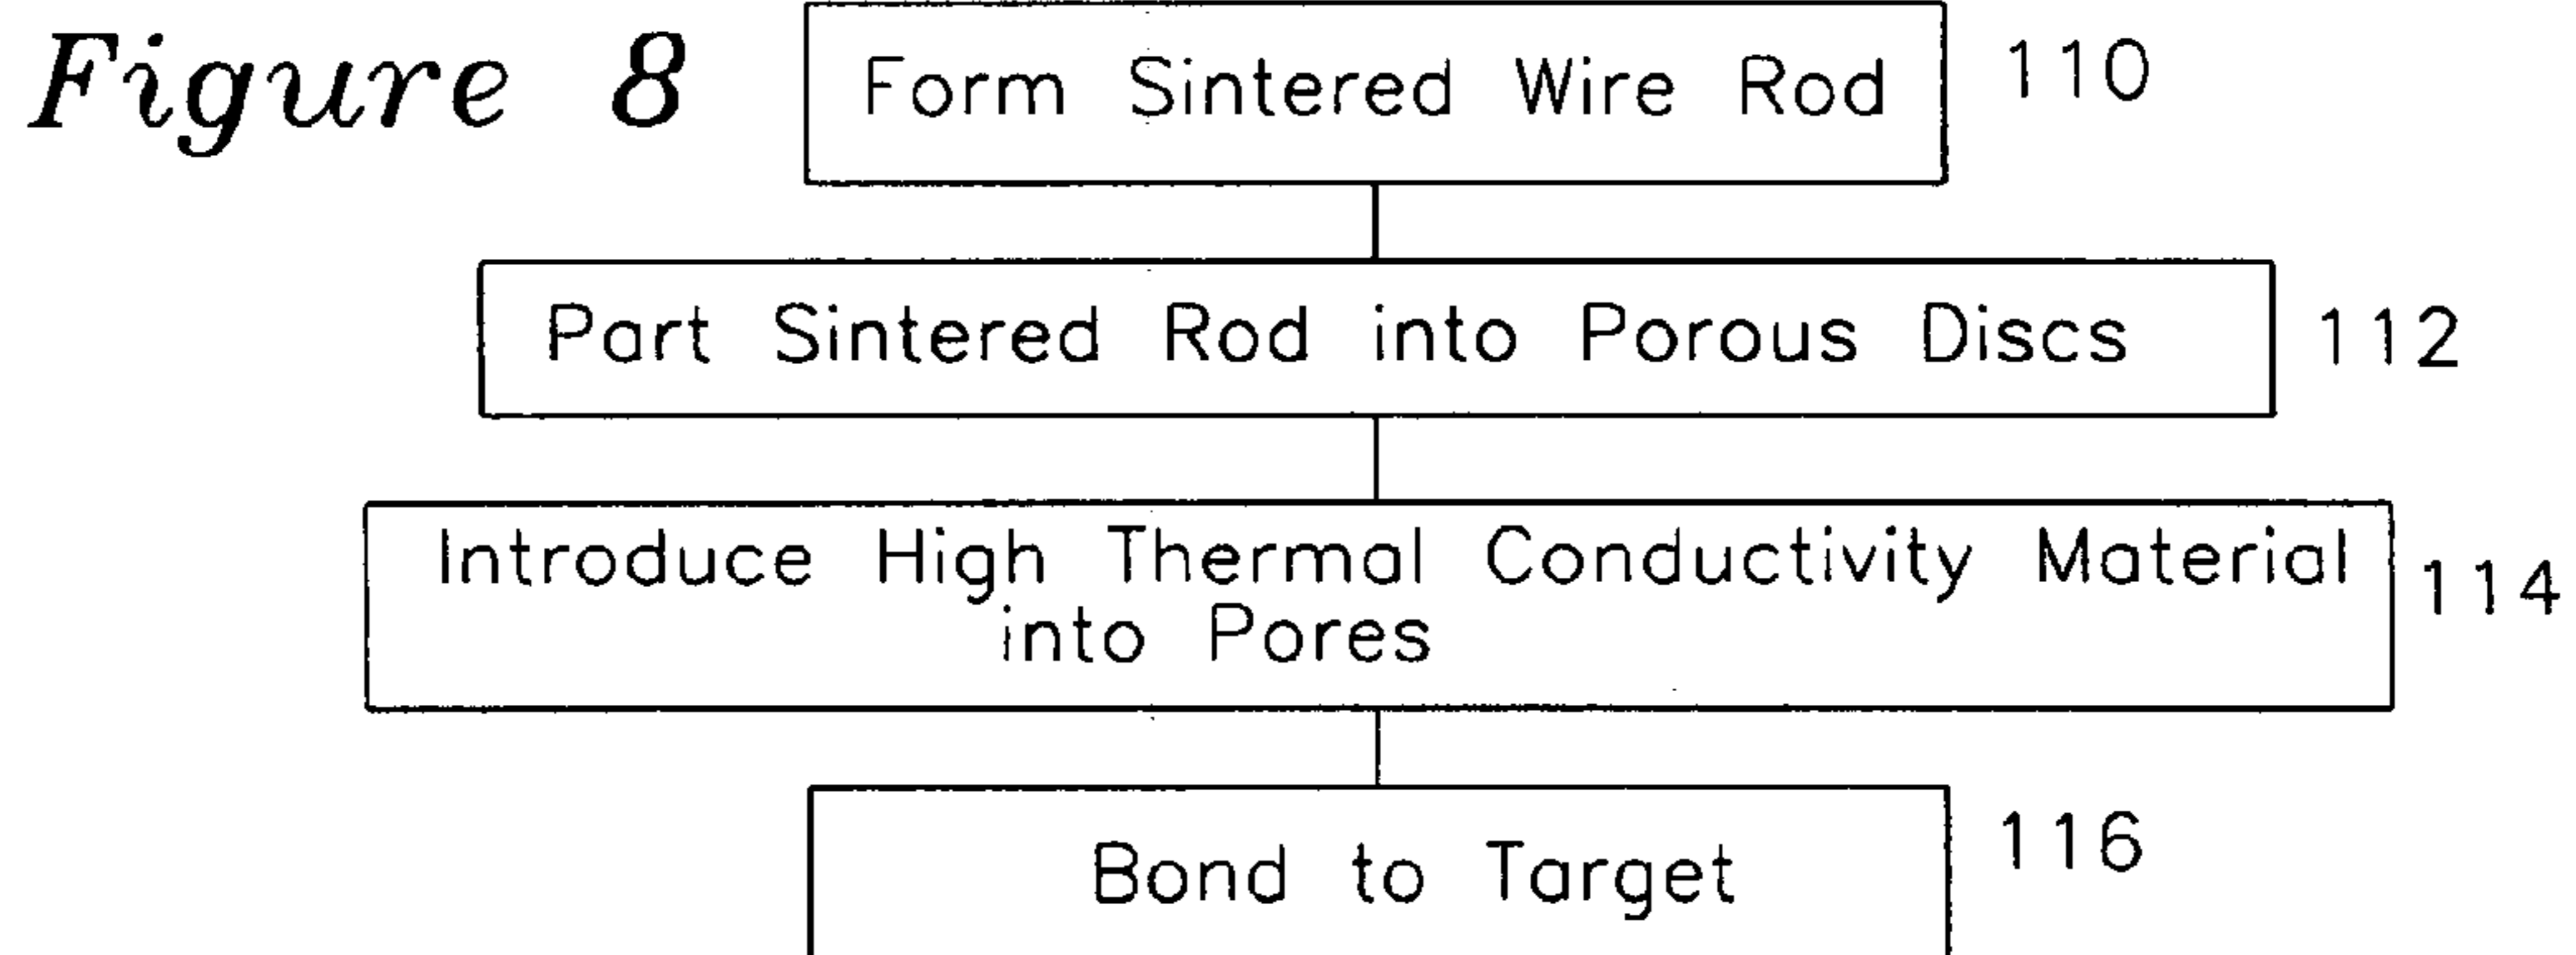 Figure 8
Form Sintered Wire Rod
110
Part Sintered Rod into Porous Discs
112
Introduce High Thermal Conductivity Material
into Pores
114
Bond to Target
116